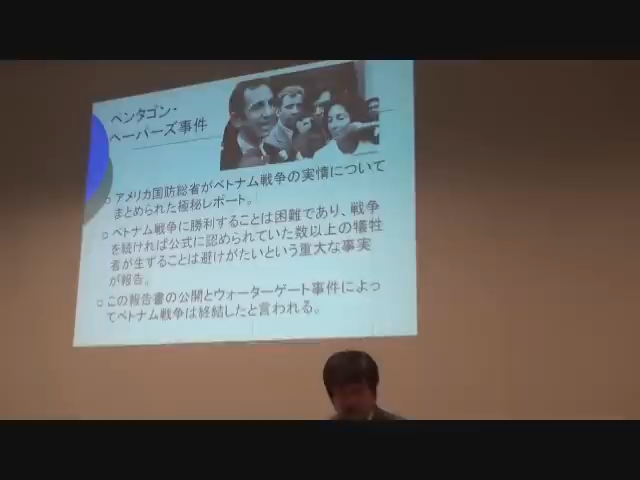 ペンタゴン・
ペーパーズ事件
アメリカ国防総省がベトナム戦争の実情について
まとめられた極秘レポート。
ベトナム戦争に勝利することは困難であり、戦争
を続ければ公式に認められていた数以上の犠牲
者が生ずることは避けがたいという重大な事実
が報告。
この報告書の公開とウォーターゲート事件によっ
てベトナム戦争は終結したと言われる。